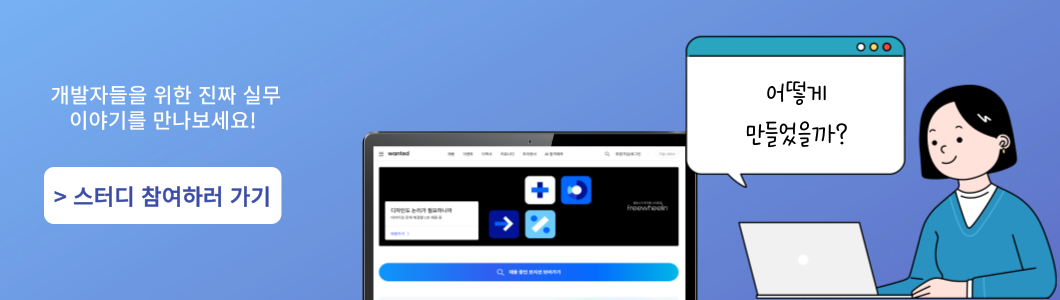 개발자들을 위한 진짜 실무
이야기를 만나보세요!
> 스터디 참여하러 가기
wanted
디자인도 논리가 필요하니까
Freewheelin
어떻게
만들었을까?